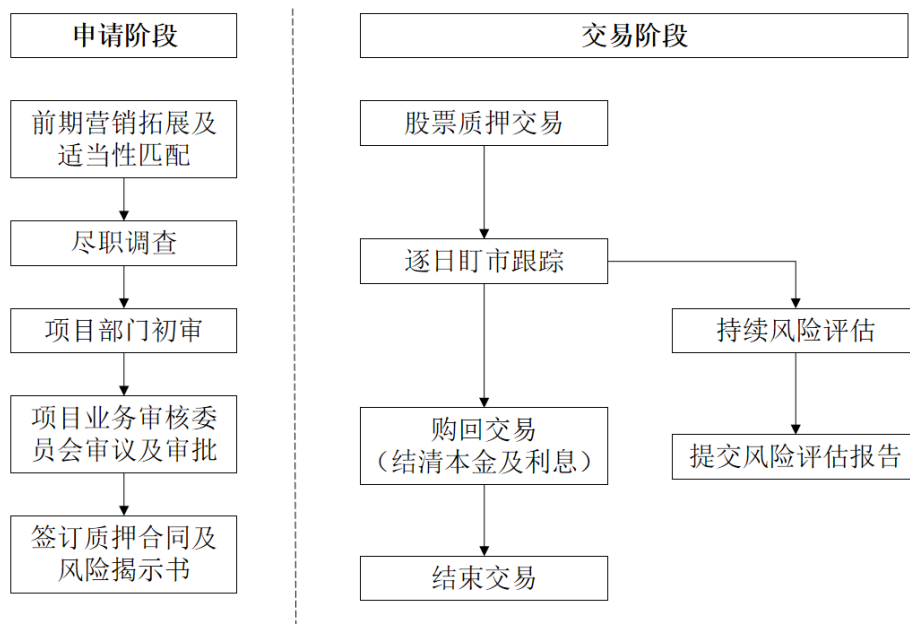 申请阶段
前期营销拓展及
适当性匹配
尽职调查
项目部门初审
项目业务审核委
员会审议及审批
签订质押合同及
风险揭示书
交易阶段
股票质押交易
逐日盯市跟踪
持续风险评估
购回交易
（结清本金及利息）
提交风险评估报告
结束交易